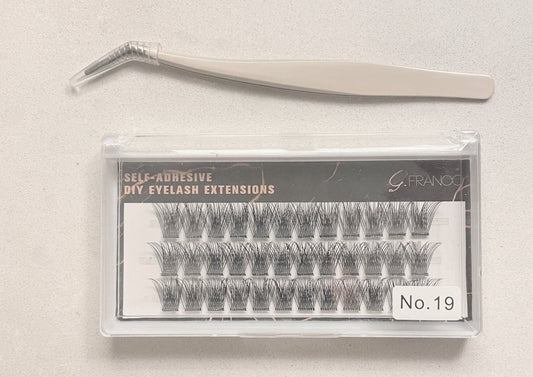 SELF-ADHESIVE
DIY EYELASH EXTENSIONS
G.FRANCO
No.19